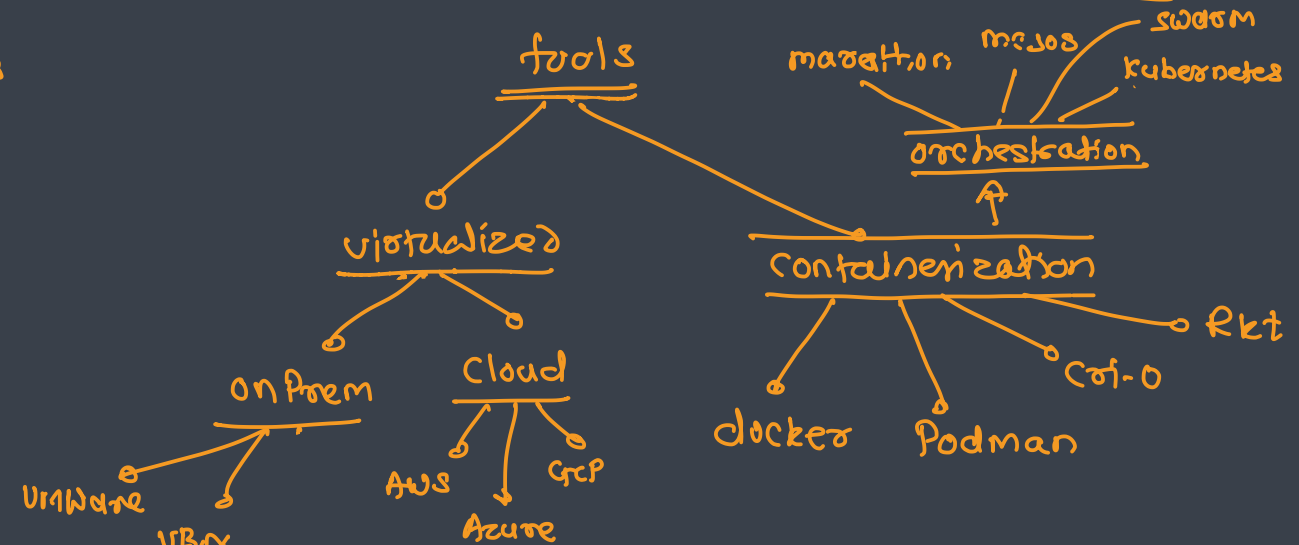 swarm
mesos
marathon
tools
kubernetes
orchestration
virtualized
containerization
Rkt
Cloud
Cri-O
onPrem
docker
Podman
AWS
GCP
VMWare
Azure